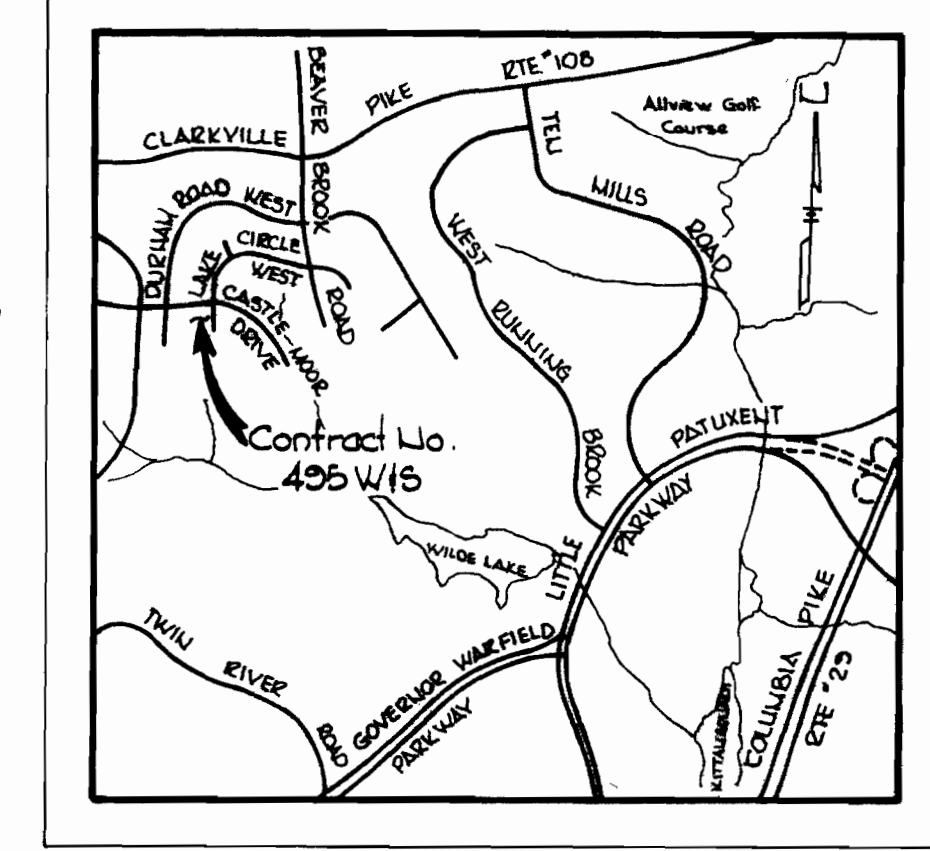 BEAVER BROOK ROAD
RTE. #108
CLARKVILLE PIKE
Allview Golf
Course
TEN MILLS ROAD
DURHAM ROAD WEST
LAKE CIRCLE WEST
CASTLE-MOOR
DRIVE
WEST RUNNING BROOK
Contract No.
495 W/S
LITTLE PATUXENT
PARKWAY
WILDE LAKE
TWIN RIVER ROAD
GOVERNOR WARFIELD
PARKWAY
COLUMBIA PIKE
RTE #29
N